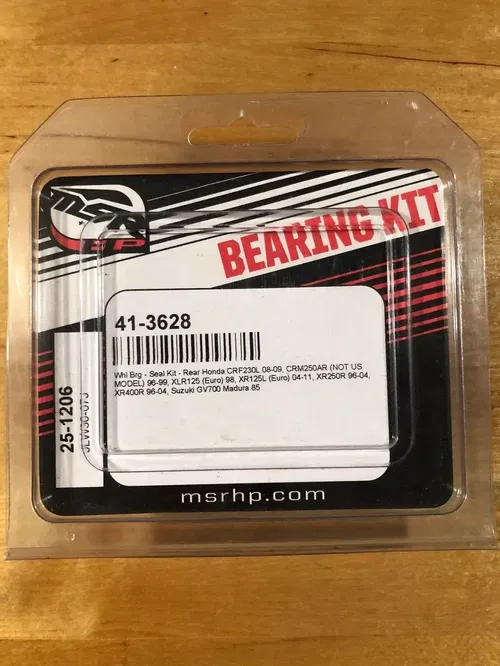 MSR
HP
BEARING KIT
41-3628
Whl Brg - Seal Kit - Rear Honda CRF230L 08-09, CRM250AR (NOT US
MODEL) 96-99, XLR125 (Euro) 98, XR125L (Euro) 04-11, XR250R 96-04,
XR400R 96-04, Suzuki GV700 Madura 85
25-1206
msrhp.com